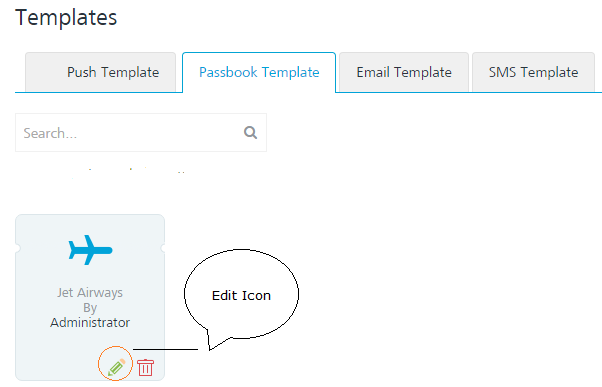 Templates
Push Template
Passbook Template
Email Template
SMS Template
Search...
Jet Airways
By
Administrator
Edit Icon